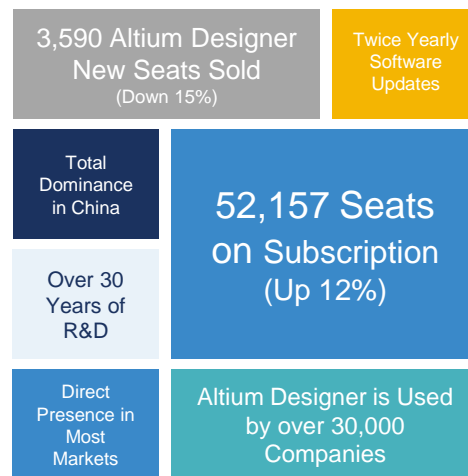 3,590 Altium Designer
New Seats Sold
(Down 15%)
Twice Yearly
Software
Updates
Total
Dominance
in China
52,157 Seats
on Subscription
(Up 12%)
Over 30
Years of
R&D
Direct
Presence in
Most
Markets
Altium Designer is Used
by over 30,000
Companies